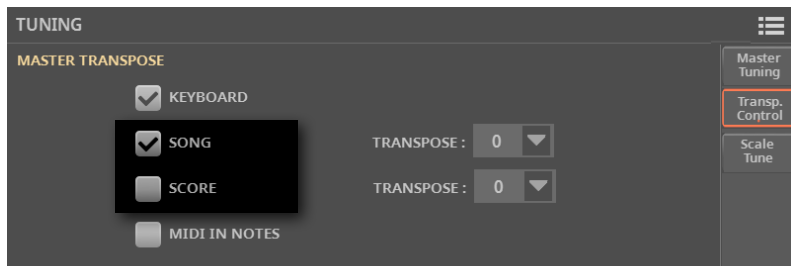 TUNING
MASTER TRANSPOSE
KEYBOARD
SONG
TRANSPOSE : 0
SCORE
TRANSPOSE : 0
MIDI IN NOTES
Master
Tuning
Transp.
Control
Scale
Tune